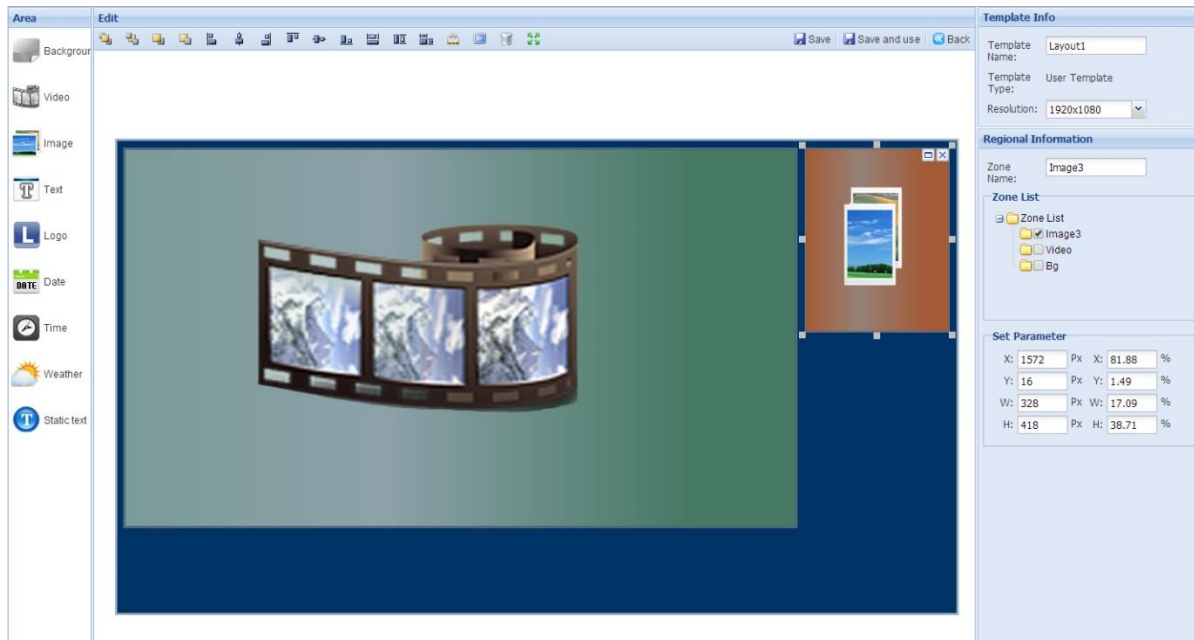 Area
Backgrour
Video
Image
T
Text
L
Logo
DATE
Date
Time
Weather
T
Static text
Edit
Save
Save and use
Back
Template Info
Template
Name:
Layout1
Template
Type:
User Template
Resolution:
1920x1080
Regional Information
Zone
Name:
Image3
Zone List
Zone List
Image3
Video
Bg
Set Parameter
X: 1572 Px X: 81.88 %
Y: 16 Px Y: 1.49 %
W: 328 Px W: 17.09 %
H: 418 Px H: 38.71 %